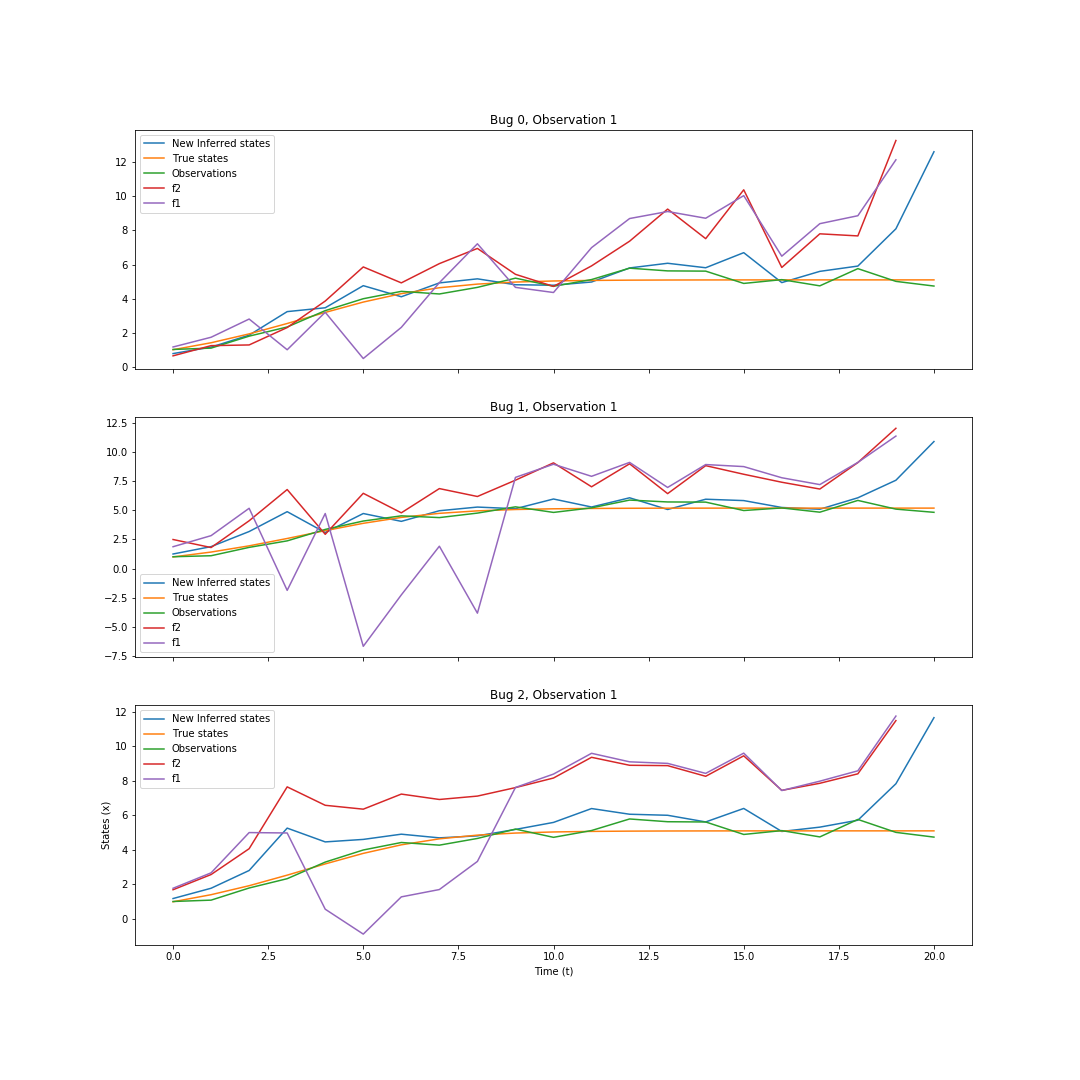 Bug 0, Observation 1
New Inferred states
True states
Observations
f2
f1
12
10
8
6
4
2
0
Bug 1, Observation 1
12.5
10.0
7.5
5.0
2.5
0.0
−2.5
−5.0
−7.5
New Inferred states
True states
Observations
f2
f1
Bug 2, Observation 1
New Inferred states
True states
Observations
f2
f1
12
10
8
6
4
2
0
States (x)
0.0 2.5 5.0 7.5 10.0 12.5 15.0 17.5 20.0
Time (t)